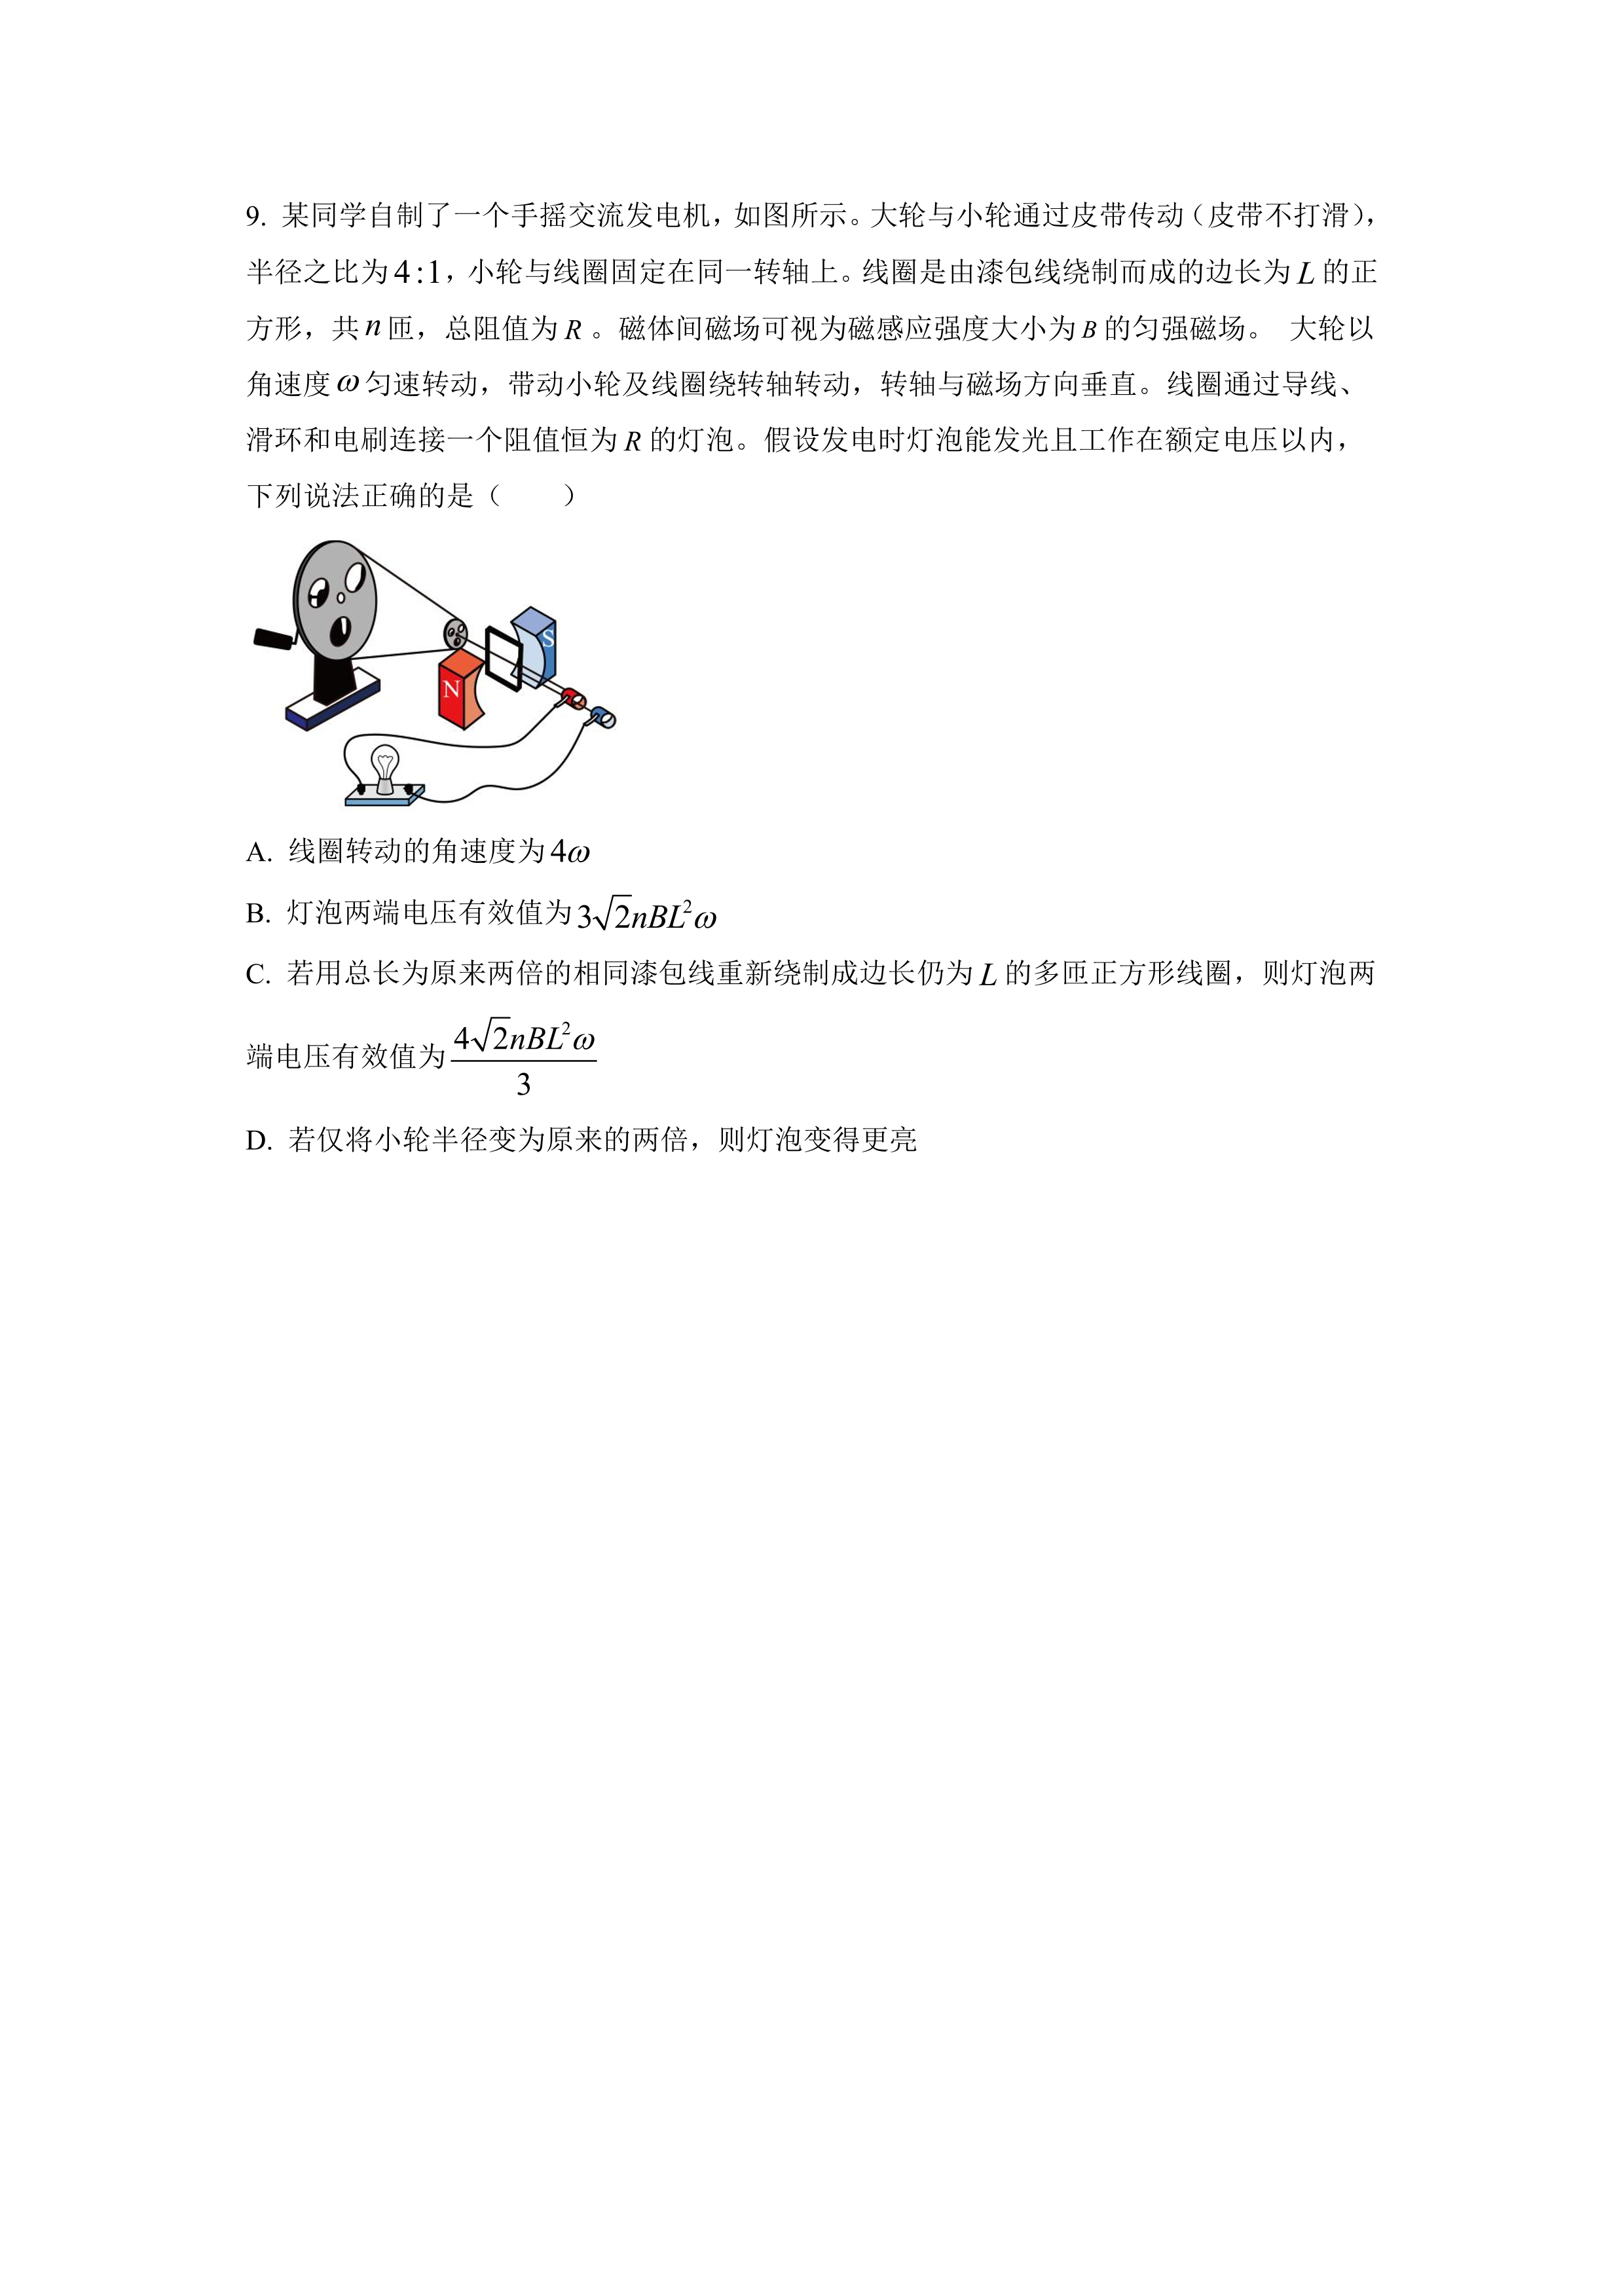 9. 某同学自制了一个手摇交流发电机，如图所示。大轮与小轮通过皮带传动（皮带不打滑），
半径之比为4:1，小轮与线圈固定在同一转轴上。线圈是由漆包线绕制而成的边长为L的正
方形，共n匝，总阻值为R。磁体间磁场可视为磁感应强度大小为B的匀强磁场。 大轮以
角速度ω匀速转动，带动小轮及线圈绕转轴转动，转轴与磁场方向垂直。线圈通过导线、
滑环和电刷连接一个阻值恒为R的灯泡。假设发电时灯泡能发光且工作在额定电压以内，
下列说法正确的是（　　）
S
N
A. 线圈转动的角速度为4ω
B. 灯泡两端电压有效值为3√2nBL²ω
C. 若用总长为原来两倍的相同漆包线重新绕制成边长仍为L的多匝正方形线圈，则灯泡两
端电压有效值为4√2nBL²ω/3
D. 若仅将小轮半径变为原来的两倍，则灯泡变得更亮